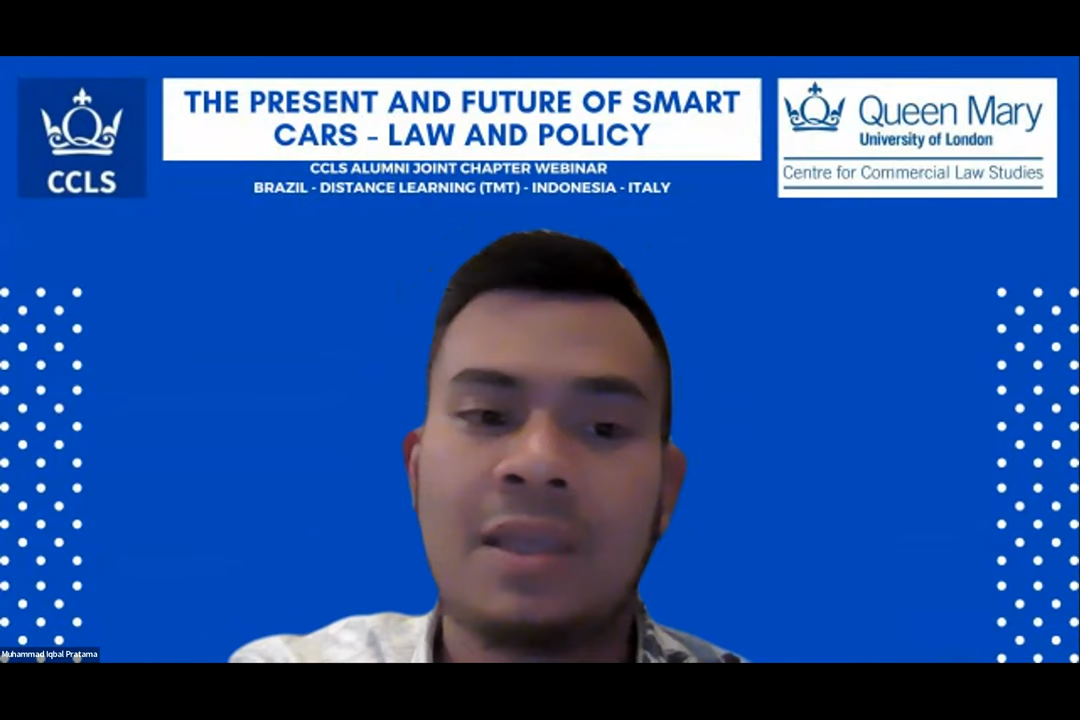 CCLS
THE PRESENT AND FUTURE OF SMART
CARS – LAW AND POLICY
CCLS ALUMNI JOINT CHAPTER WEBINAR
BRAZIL - DISTANCE LEARNING (TMT) - INDONESIA - ITALY
Queen Mary
University of London
Centre for Commercial Law Studies
Muhammad Iqbal Pratama